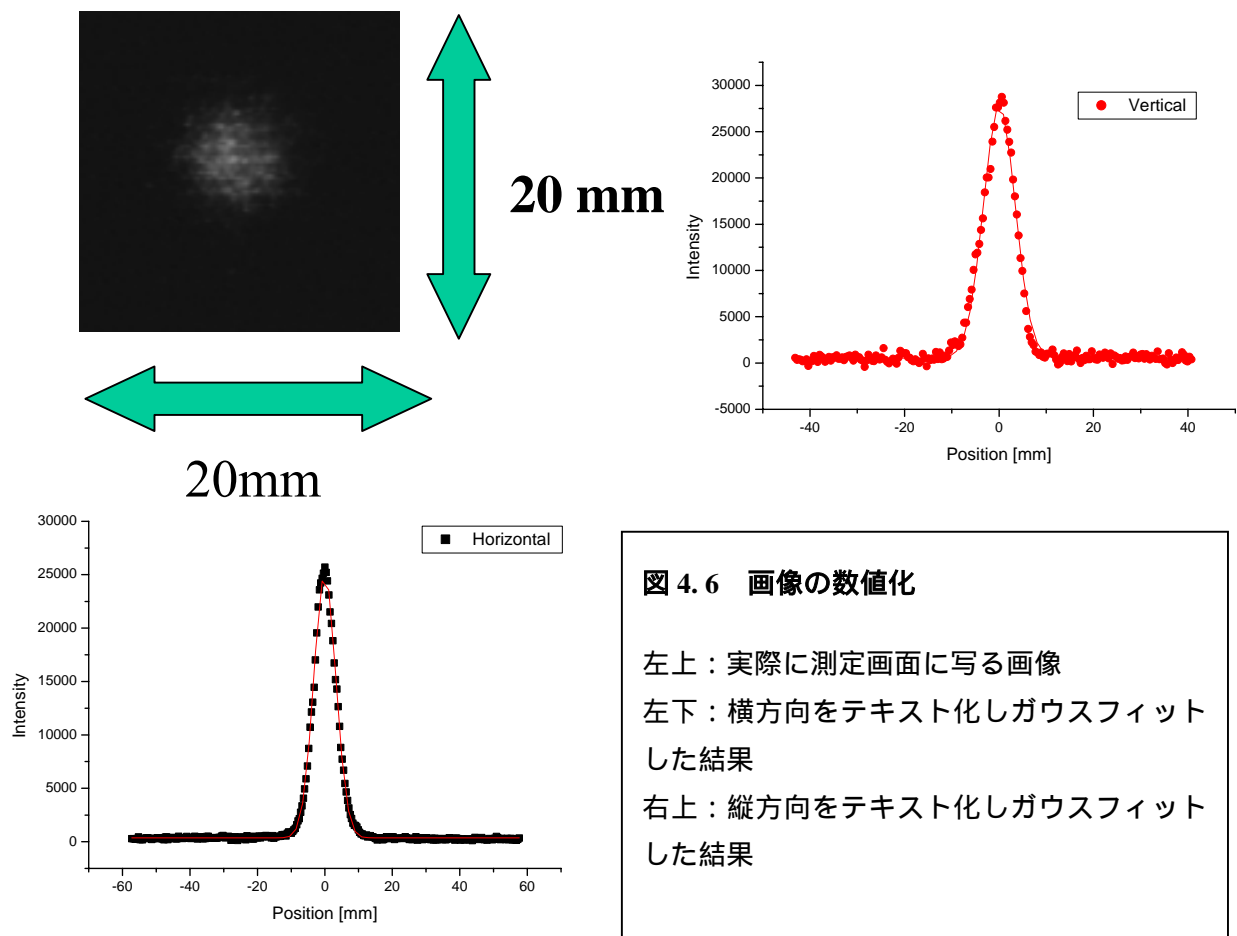 20 mm
20mm
30000
25000
20000
15000
10000
5000
0
-5000
Intensity
Vertical
-40
-20
0
20
40
Position [mm]
30000
25000
20000
15000
10000
5000
0
Intensity
Horizontal
-60
-40
-20
0
20
40
60
Position [mm]
図 4. 6 画像の数値化
左上：実際に測定画面に写る画像
左下：横方向をテキスト化しガウスフィット
した結果
右上：縦方向をテキスト化しガウスフィット
した結果